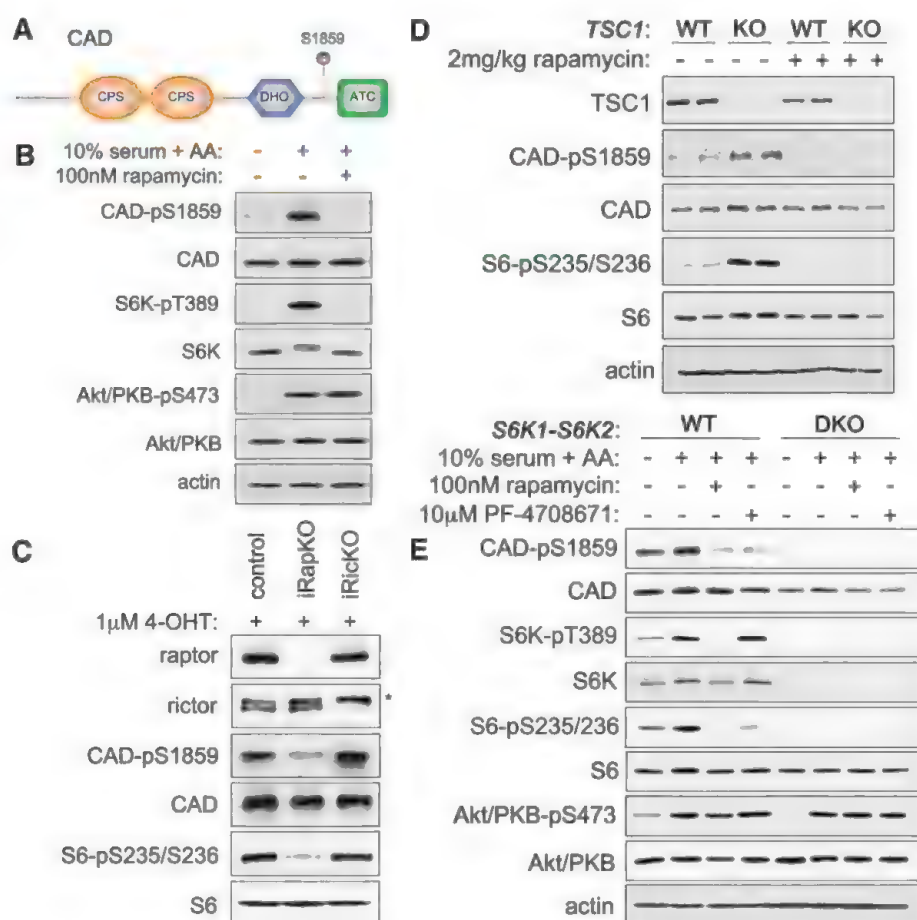 A CAD S1859
CPS CPS DHO ATC
B 10% serum + AA: - + +
100nM rapamycin: - - +
CAD-pS1859
CAD
S6K-pT389
S6K
Akt/PKB-pS473
Akt/PKB
actin
C control iRapKO iRicKO
1µM 4-OHT: + + +
raptor
rictor *
CAD-pS1859
CAD
S6-pS235/S236
S6
D TSC1: WT KO WT KO
2mg/kg rapamycin: - - - - + + + +
TSC1
CAD-pS1859
CAD
S6-pS235/S236
S6
actin
S6K1-S6K2: WT DKO
10% serum + AA: - + + + - + + +
100nM rapamycin: - - + - - - + -
10µM PF-4708671: - - - + - - - +
E CAD-pS1859
CAD
S6K-pT389
S6K
S6-pS235/236
S6
Akt/PKB-pS473
Akt/PKB
actin